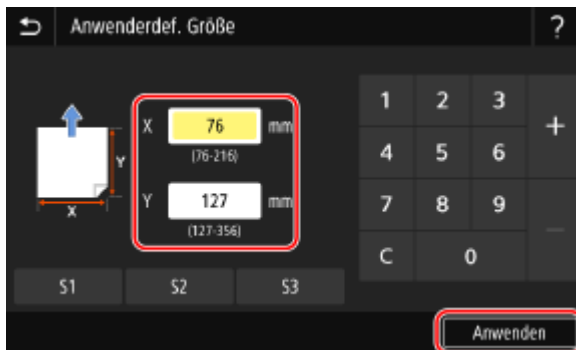 Anwenderdef. Größe ?
X 76 mm
(76-216)
Y
X
Y 127 mm
(127-356)
1 2 3 +
4 5 6
7 8 9 —
C 0
S1 S2 S3
Anwenden